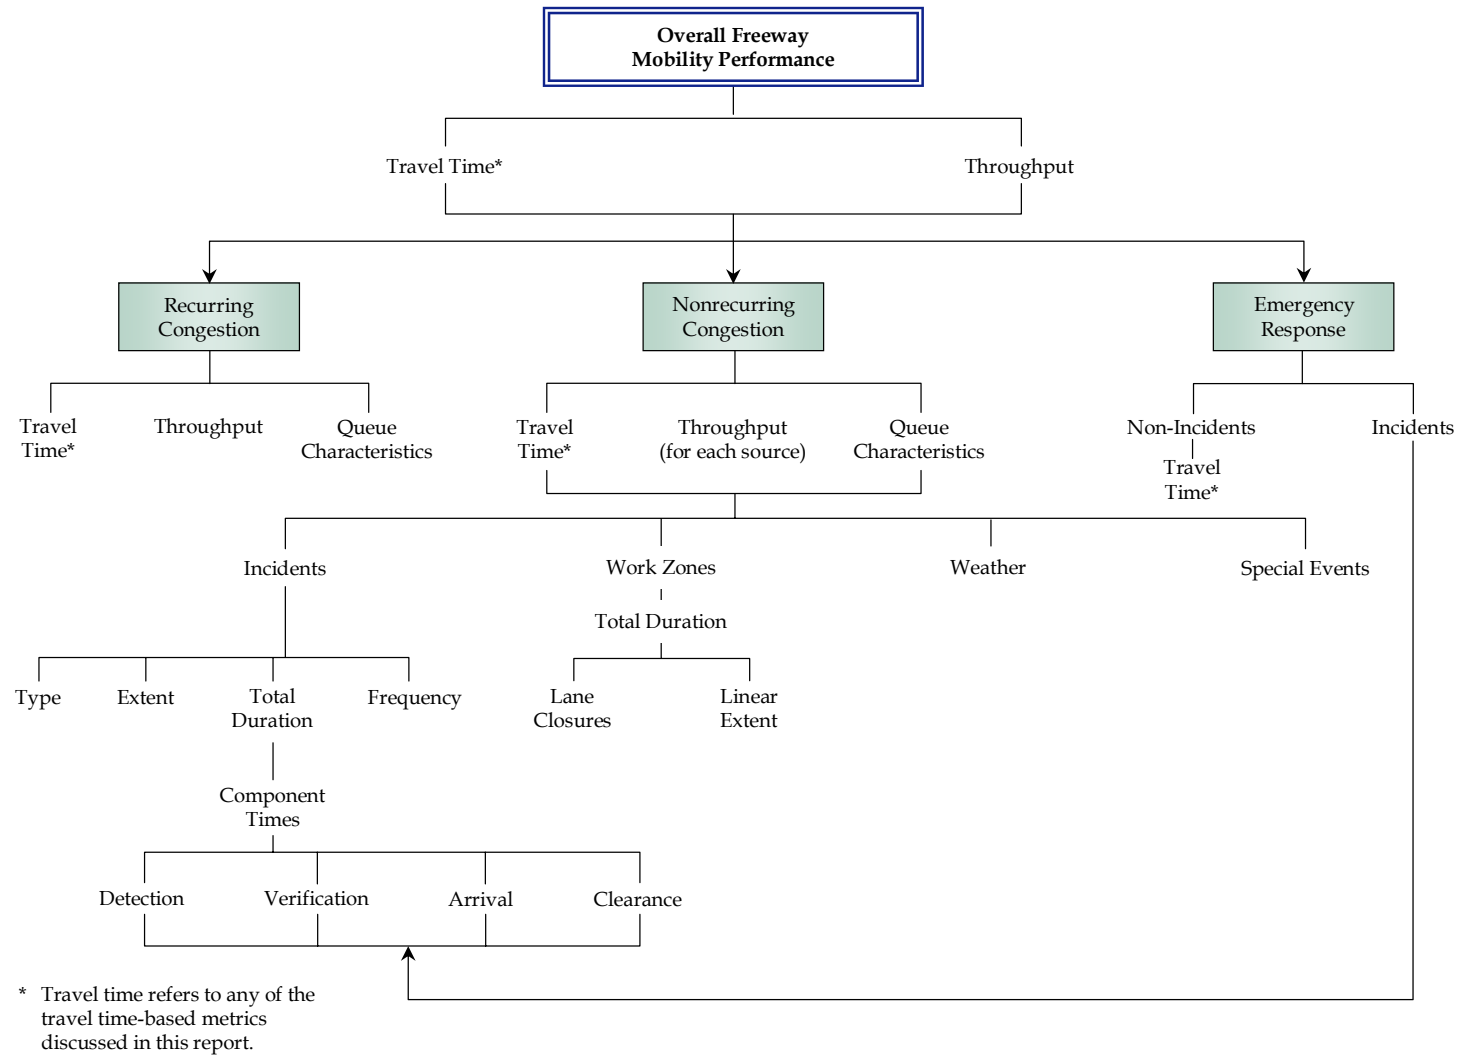 Overall Freeway
Mobility Performance
Travel Time*
Throughput
Recurring
Congestion
Nonrecurring
Congestion
Emergency
Response
Travel
Time*
Throughput
Queue
Characteristics
Travel
Time*
Throughput
(for each source)
Queue
Characteristics
Non-Incidents
Travel
Time*
Incidents
Incidents
Work Zones
Weather
Special Events
Total Duration
Type
Extent
Total
Duration
Frequency
Lane
Closures
Linear
Extent
Component
Times
Detection
Verification
Arrival
Clearance
* Travel time refers to any of the
travel time-based metrics
discussed in this report.